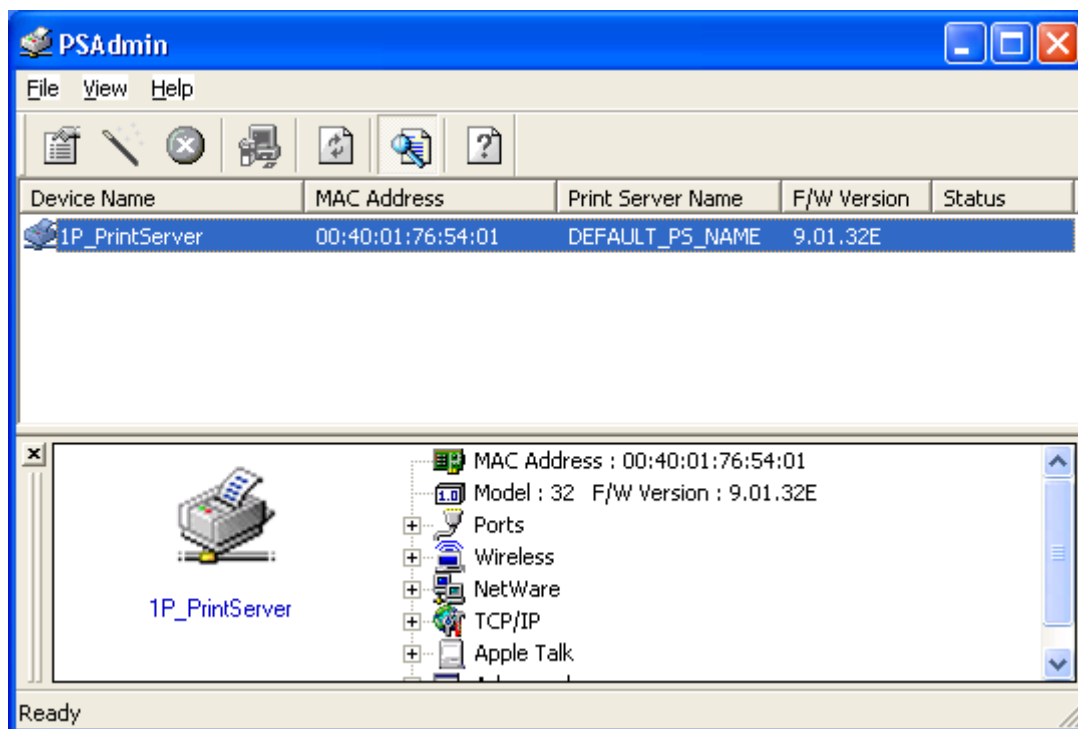 PSAdmin
File View Help
Device Name MAC Address Print Server Name F/W Version Status
1P_PrintServer 00:40:01:76:54:01 DEFAULT_PS_NAME 9.01.32E
MAC Address : 00:40:01:76:54:01
1.0 Model : 32 F/W Version : 9.01.32E
Ports
Wireless
NetWare
1P_PrintServer
TCP/IP
Apple Talk
Ready